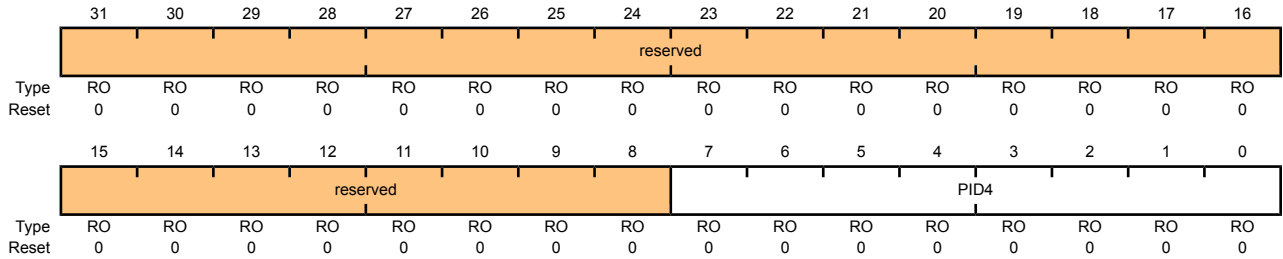 31 30 29 28 27 26 25 24 23 22 21 20 19 18 17 16
reserved
Type RO RO RO RO RO RO RO RO RO RO RO RO RO RO RO RO
Reset 0 0 0 0 0 0 0 0 0 0 0 0 0 0 0 0
15 14 13 12 11 10 9 8 7 6 5 4 3 2 1 0
reserved PID4
Type RO RO RO RO RO RO RO RO RO RO RO RO RO RO RO RO
Reset 0 0 0 0 0 0 0 0 0 0 0 0 0 0 0 0